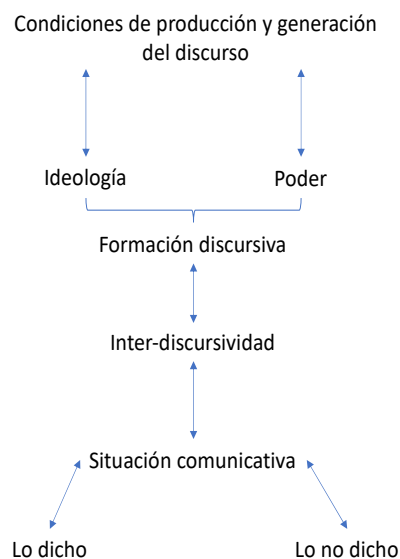 Condiciones de producción y generación
del discurso
Ideología
Poder
Formación discursiva
Inter-discursividad
Situación comunicativa
Lo dicho
Lo no dicho